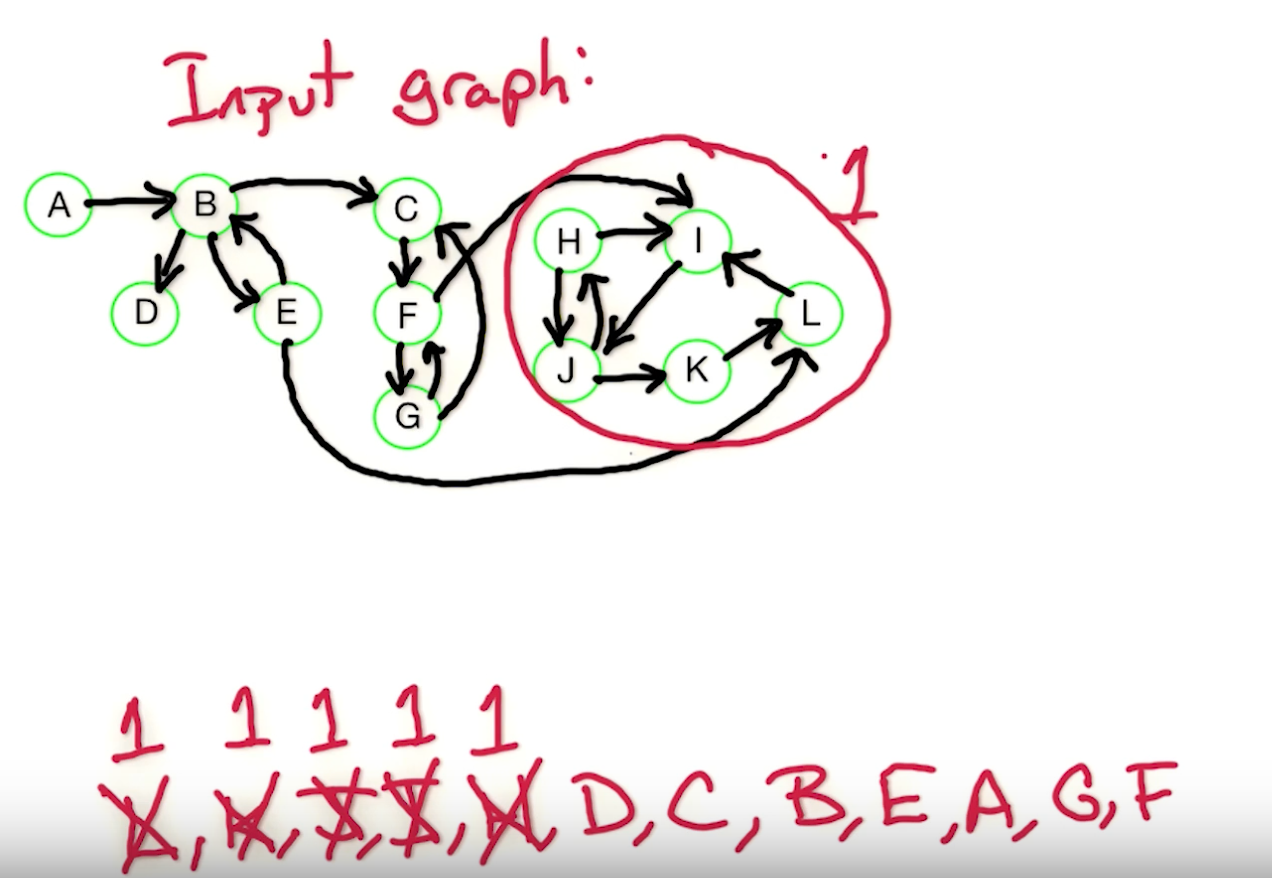 Input graph:
1
A B C H I
D E F J K L
G
1 1 1 1 1
L, K, J, I, H, D, C, B, E, A, G, F